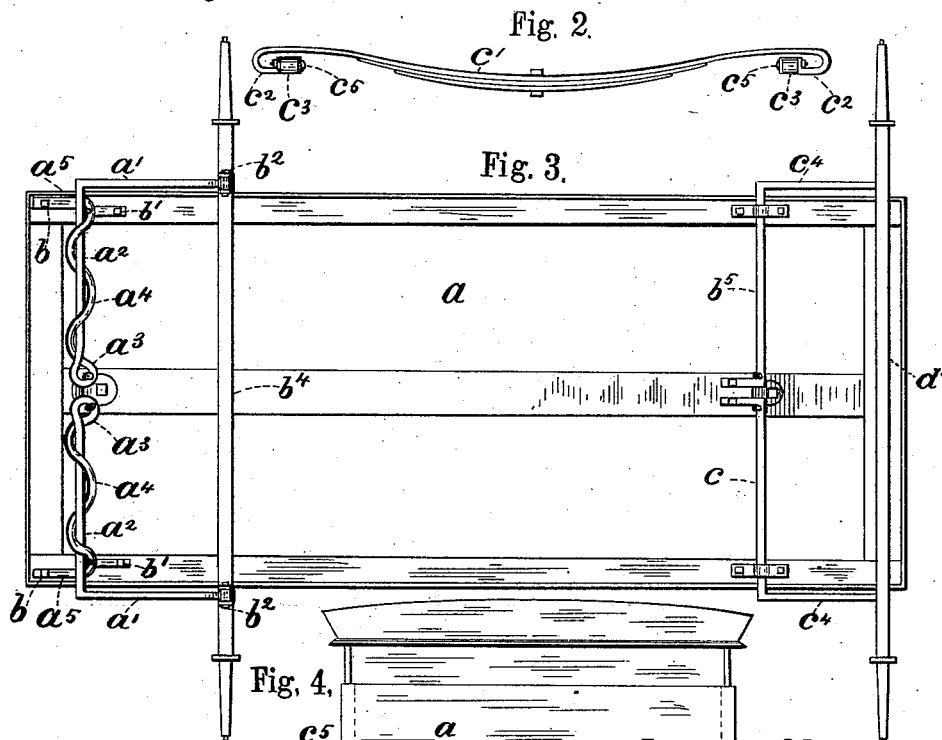 Fig. 2.
c¹
c² c³ c⁵
c⁵ c³ c²
Fig. 3.
a⁵ a¹ b²
c⁴
b b¹
a²
a⁴
a³
a
b⁵
b⁴
d
a³
a⁴
a²
c
b¹
b a⁵ a¹ b²
c⁴
Fig. 4.
c⁵ a